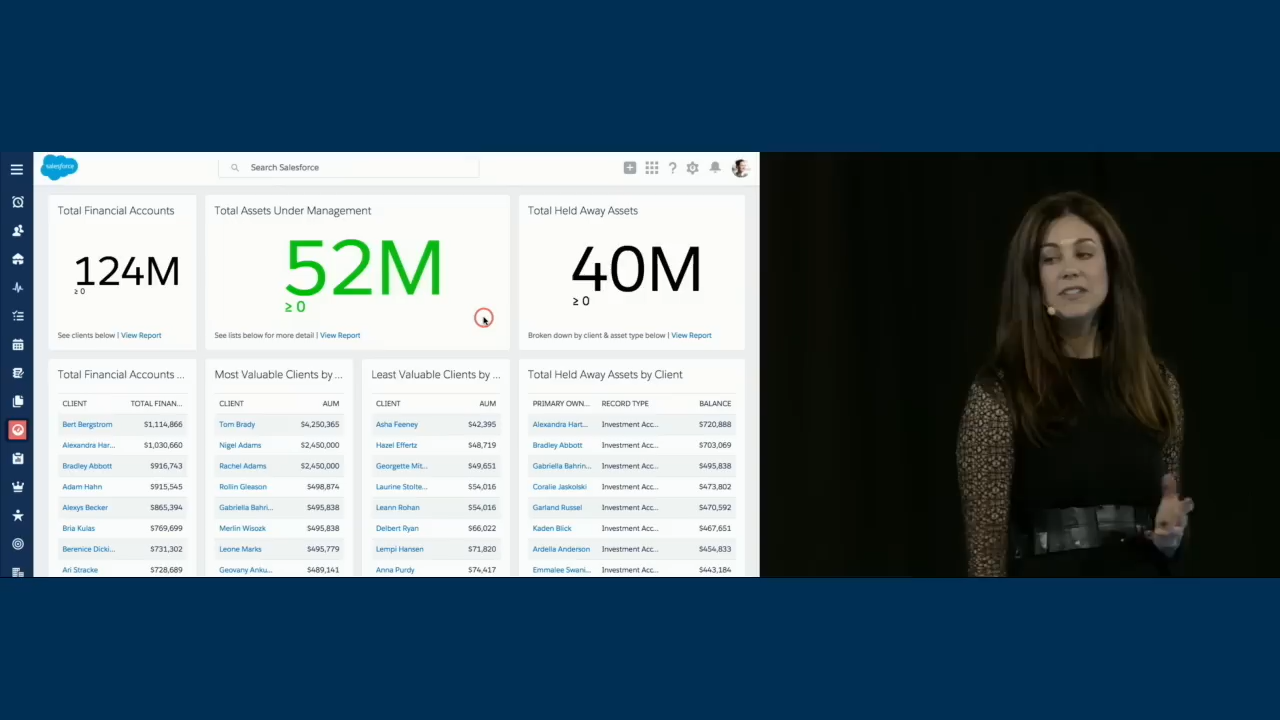 salesforce
Search Salesforce
Total Financial Accounts
124M
≥ 0
See clients below | View Report
Total Assets Under Management
52M
≥ 0
See lists below for more detail | View Report
Total Held Away Assets
40M
≥ 0
Broken down by client & asset type below | View Report
Total Financial Accounts ...
CLIENT TOTAL FINAN...
Bert Bergstrom $1,114,866
Alexandra Har... $1,030,660
Bradley Abbott $916,743
Adam Hahn $915,545
Alexys Becker $865,394
Bria Kulas $769,699
Berenice Dicki... $731,302
Ari Stracke $728,689
Most Valuable Clients by ...
CLIENT AUM
Tom Brady $4,250,365
Nigel Adams $2,450,000
Rachel Adams $2,450,000
Rollin Gleason $498,874
Gabriella Bahri... $495,838
Merlin Wisozk $495,838
Leone Marks $495,779
Geovany Anku... $489,141
Least Valuable Clients by ...
CLIENT AUM
Asha Feeney $42,395
Hazel Effertz $48,719
Georgette Mit... $49,651
Laurine Stolte... $54,016
Leann Rohan $54,016
Delbert Ryan $66,022
Lempi Hansen $71,820
Anna Purdy $74,417
Total Held Away Assets by Client
PRIMARY OWN... RECORD TYPE BALANCE
Alexandra Hart... Investment Acc... $720,888
Bradley Abbott Investment Acc... $703,069
Gabriella Bahrin... Investment Acc... $495,838
Coralie Jaskolski Investment Acc... $473,802
Garland Russel Investment Acc... $470,592
Kaden Blick Investment Acc... $467,651
Ardella Anderson Investment Acc... $454,833
Emmalee Swani... Investment Acc... $443,184